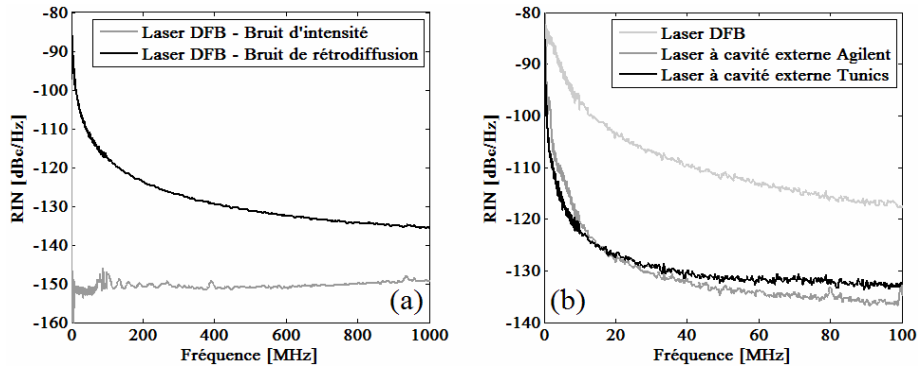 -80
-90
-100
-110
-120
-130
-140
-150
-160
RIN [dBc/Hz]
Laser DFB - Bruit d'intensité
Laser DFB - Bruit de rétrodiffusion
(a)
0
200
400
600
800
1000
Fréquence [MHz]
-80
-90
-100
-110
-120
-130
-140
RIN [dBc/Hz]
Laser DFB
Laser à cavité externe Agilent
Laser à cavité externe Tunics
(b)
0
20
40
60
80
100
Fréquence [MHz]